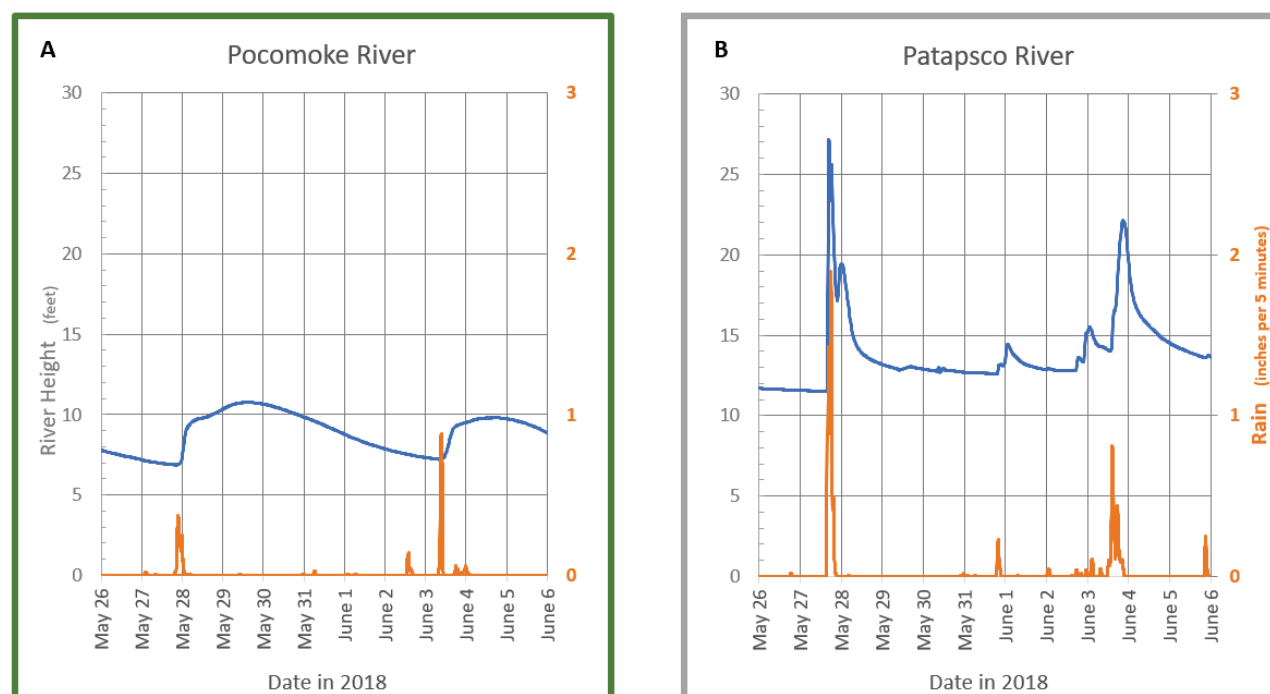 A
Pocomoke River
River Height (feet)
30
25
20
15
10
5
0
3
2
1
0
May 26
May 27
May 28
May 29
May 30
May 31
June 1
June 2
June 3
June 4
June 5
June 6
Date in 2018
B
Patapsco River
30
25
20
15
10
5
0
3
2
1
0
Rain (inches per 5 minutes)
May 26
May 27
May 28
May 29
May 30
May 31
June 1
June 2
June 3
June 4
June 5
June 6
Date in 2018